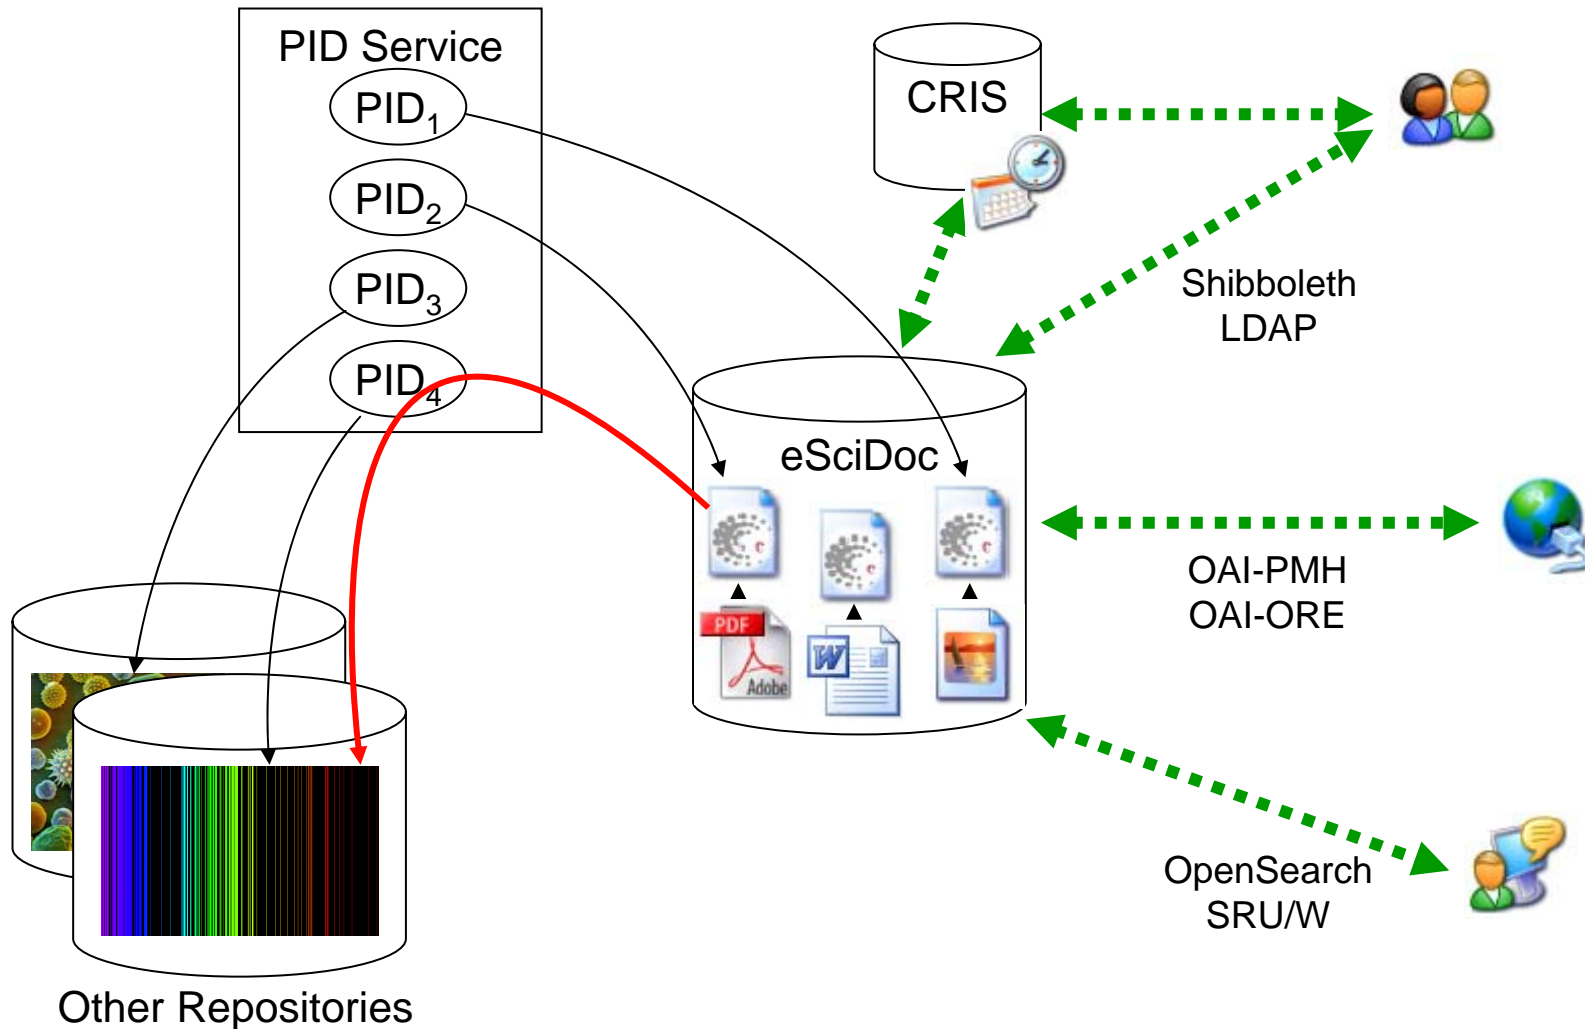 PID Service
PID1
PID2
PID3
PID4
CRIS
Shibboleth
LDAP
eSciDoc
e
e
e
PDF
Adobe
W
OAI-PMH
OAI-ORE
OpenSearch
SRU/W
Other Repositories